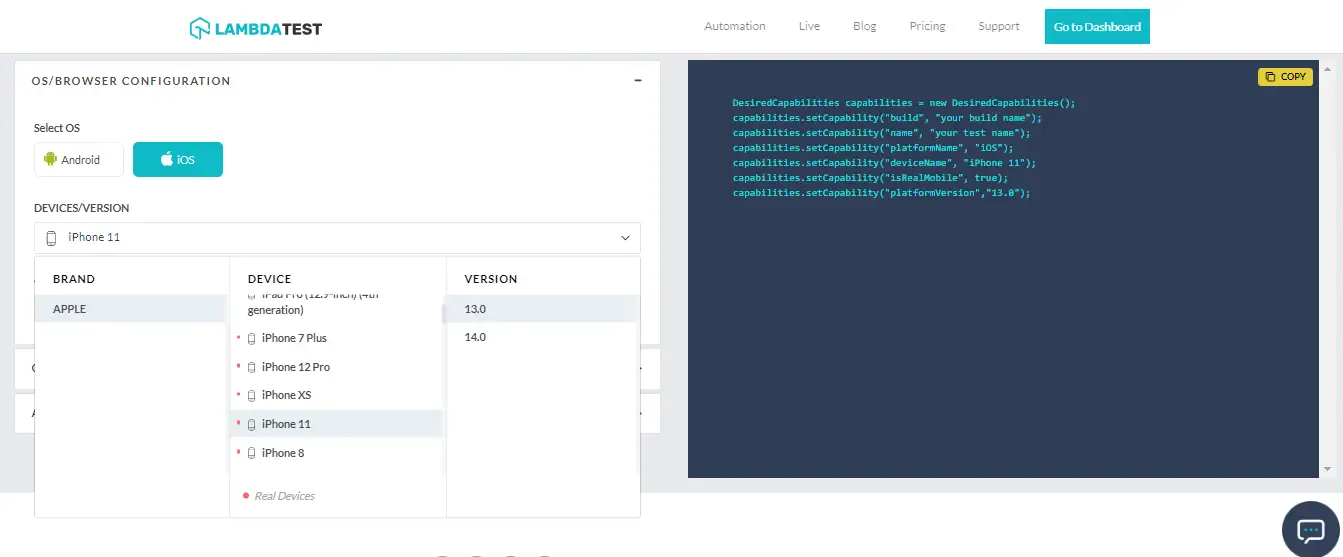 LAMBDATEST
Automation Live Blog Pricing Support Go to Dashboard
OS/BROWSER CONFIGURATION
Select OS
Android iOS
DEVICES/VERSION
iPhone 11
BRAND DEVICE VERSION
iPad Pro (12.9-inch) (4th
generation)
APPLE
13.0
iPhone 7 Plus
14.0
iPhone 12 Pro
iPhone XS
iPhone 11
iPhone 8
Real Devices
COPY
DesiredCapabilities capabilities = new DesiredCapabilities();
capabilities.setCapability("build", "your build name");
capabilities.setCapability("name", "your test name");
capabilities.setCapability("platformName", "iOS");
capabilities.setCapability("deviceName", "iPhone 11");
capabilities.setCapability("isRealMobile", true);
capabilities.setCapability("platformVersion","13.0");